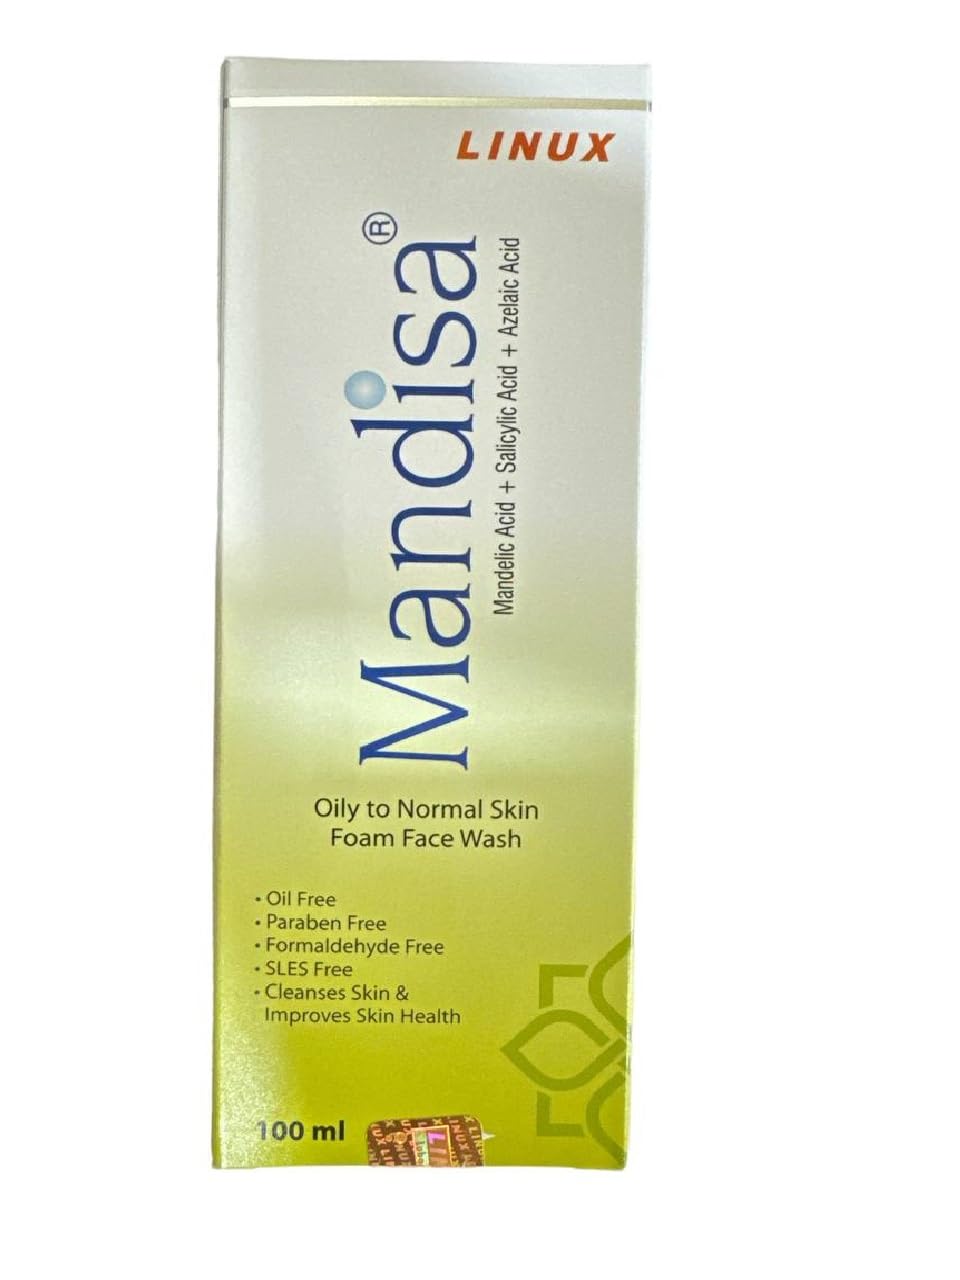 LINUX
Mandisa®
Mandelic Acid + Salicylic Acid + Azelaic Acid
Oily to Normal Skin
Foam Face Wash
• Oil Free
• Paraben Free
• Formaldehyde Free
• SLES Free
• Cleanses Skin &
Improves Skin Health
100 ml